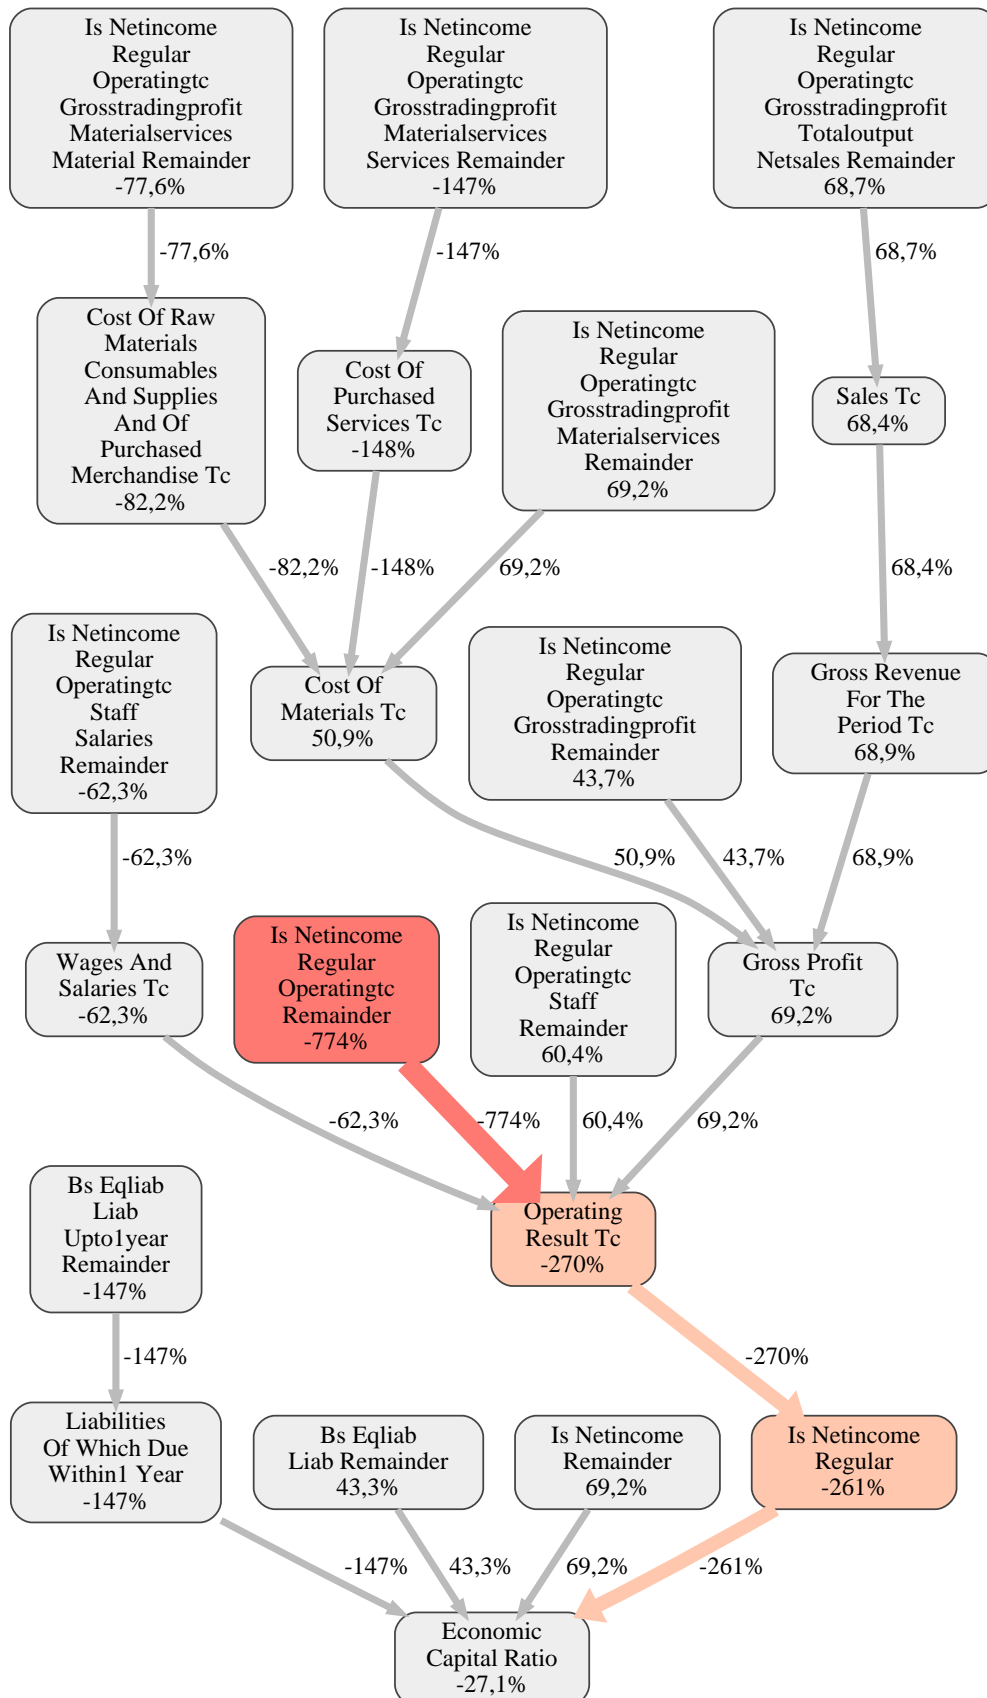 Is Netincome
Regular
Operatingtc
Grosstradingprofit
Materialservices
Material Remainder
-77,6%
Is Netincome
Regular
Operatingtc
Grosstradingprofit
Materialservices
Services Remainder
-147%
Is Netincome
Regular
Operatingtc
Grosstradingprofit
Totaloutput
Netsales Remainder
68,7%
-77,6%
-147%
68,7%
Cost Of Raw
Materials
Consumables
And Supplies
And Of
Purchased
Merchandise Tc
-82,2%
Cost Of
Purchased
Services Tc
-148%
Is Netincome
Regular
Operatingtc
Grosstradingprofit
Materialservices
Remainder
69,2%
Sales Tc
68,4%
-82,2%
-148%
69,2%
68,4%
Is Netincome
Regular
Operatingtc
Staff
Salaries
Remainder
-62,3%
Cost Of
Materials Tc
50,9%
Is Netincome
Regular
Operatingtc
Grosstradingprofit
Remainder
43,7%
Gross Revenue
For The
Period Tc
68,9%
-62,3%
50,9%
43,7%
68,9%
Wages And
Salaries Tc
-62,3%
Is Netincome
Regular
Operatingtc
Remainder
-774%
Is Netincome
Regular
Operatingtc
Staff
Remainder
60,4%
Gross Profit
Tc
69,2%
-62,3%
-774%
60,4%
69,2%
Bs Eqliab
Liab
Upto1year
Remainder
-147%
Operating
Result Tc
-270%
-147%
-270%
Liabilities
Of Which Due
Within1 Year
-147%
Bs Eqliab
Liab Remainder
43,3%
Is Netincome
Remainder
69,2%
Is Netincome
Regular
-261%
-147%
43,3%
69,2%
-261%
Economic
Capital Ratio
-27,1%